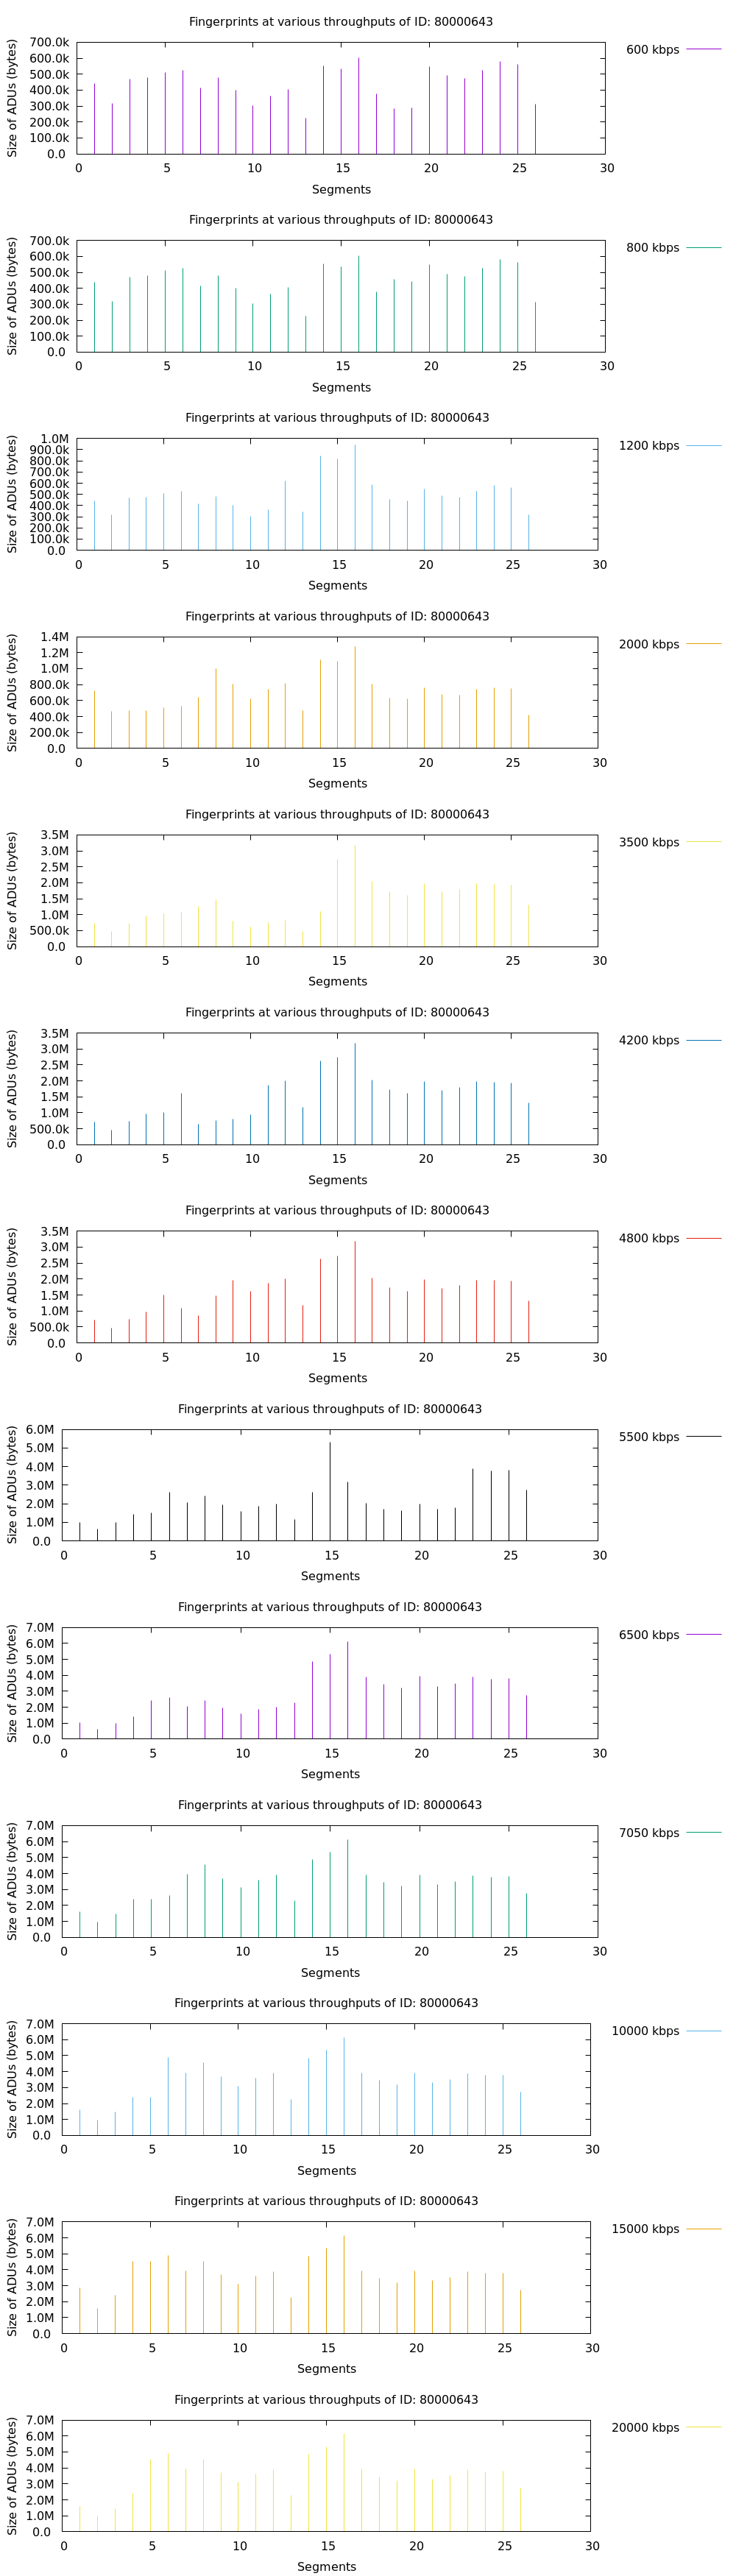 Fingerprints at various throughputs of ID: 80000643
600 kbps
Size of ADUs (bytes)
700.0k
600.0k
500.0k
400.0k
300.0k
200.0k
100.0k
0.0
0 5 10 15 20 25 30
Segments
Fingerprints at various throughputs of ID: 80000643
800 kbps
Size of ADUs (bytes)
700.0k
600.0k
500.0k
400.0k
300.0k
200.0k
100.0k
0.0
0 5 10 15 20 25 30
Segments
Fingerprints at various throughputs of ID: 80000643
1200 kbps
Size of ADUs (bytes)
1.0M
900.0k
800.0k
700.0k
600.0k
500.0k
400.0k
300.0k
200.0k
100.0k
0.0
0 5 10 15 20 25 30
Segments
Fingerprints at various throughputs of ID: 80000643
2000 kbps
Size of ADUs (bytes)
1.4M
1.2M
1.0M
800.0k
600.0k
400.0k
200.0k
0.0
0 5 10 15 20 25 30
Segments
Fingerprints at various throughputs of ID: 80000643
3500 kbps
Size of ADUs (bytes)
3.5M
3.0M
2.5M
2.0M
1.5M
1.0M
500.0k
0.0
0 5 10 15 20 25 30
Segments
Fingerprints at various throughputs of ID: 80000643
4200 kbps
Size of ADUs (bytes)
3.5M
3.0M
2.5M
2.0M
1.5M
1.0M
500.0k
0.0
0 5 10 15 20 25 30
Segments
Fingerprints at various throughputs of ID: 80000643
4800 kbps
Size of ADUs (bytes)
3.5M
3.0M
2.5M
2.0M
1.5M
1.0M
500.0k
0.0
0 5 10 15 20 25 30
Segments
Fingerprints at various throughputs of ID: 80000643
5500 kbps
Size of ADUs (bytes)
6.0M
5.0M
4.0M
3.0M
2.0M
1.0M
0.0
0 5 10 15 20 25 30
Segments
Fingerprints at various throughputs of ID: 80000643
6500 kbps
Size of ADUs (bytes)
7.0M
6.0M
5.0M
4.0M
3.0M
2.0M
1.0M
0.0
0 5 10 15 20 25 30
Segments
Fingerprints at various throughputs of ID: 80000643
7050 kbps
Size of ADUs (bytes)
7.0M
6.0M
5.0M
4.0M
3.0M
2.0M
1.0M
0.0
0 5 10 15 20 25 30
Segments
Fingerprints at various throughputs of ID: 80000643
10000 kbps
Size of ADUs (bytes)
7.0M
6.0M
5.0M
4.0M
3.0M
2.0M
1.0M
0.0
0 5 10 15 20 25 30
Segments
Fingerprints at various throughputs of ID: 80000643
15000 kbps
Size of ADUs (bytes)
7.0M
6.0M
5.0M
4.0M
3.0M
2.0M
1.0M
0.0
0 5 10 15 20 25 30
Segments
Fingerprints at various throughputs of ID: 80000643
20000 kbps
Size of ADUs (bytes)
7.0M
6.0M
5.0M
4.0M
3.0M
2.0M
1.0M
0.0
0 5 10 15 20 25 30
Segments